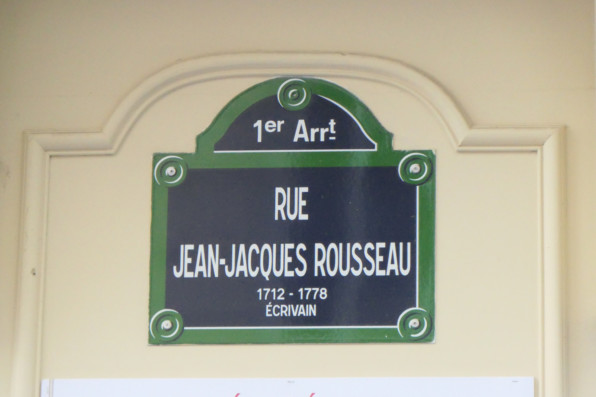 1er Arrt
RUE
JEAN-JACQUES ROUSSEAU
1712 - 1778
ÉCRIVAIN